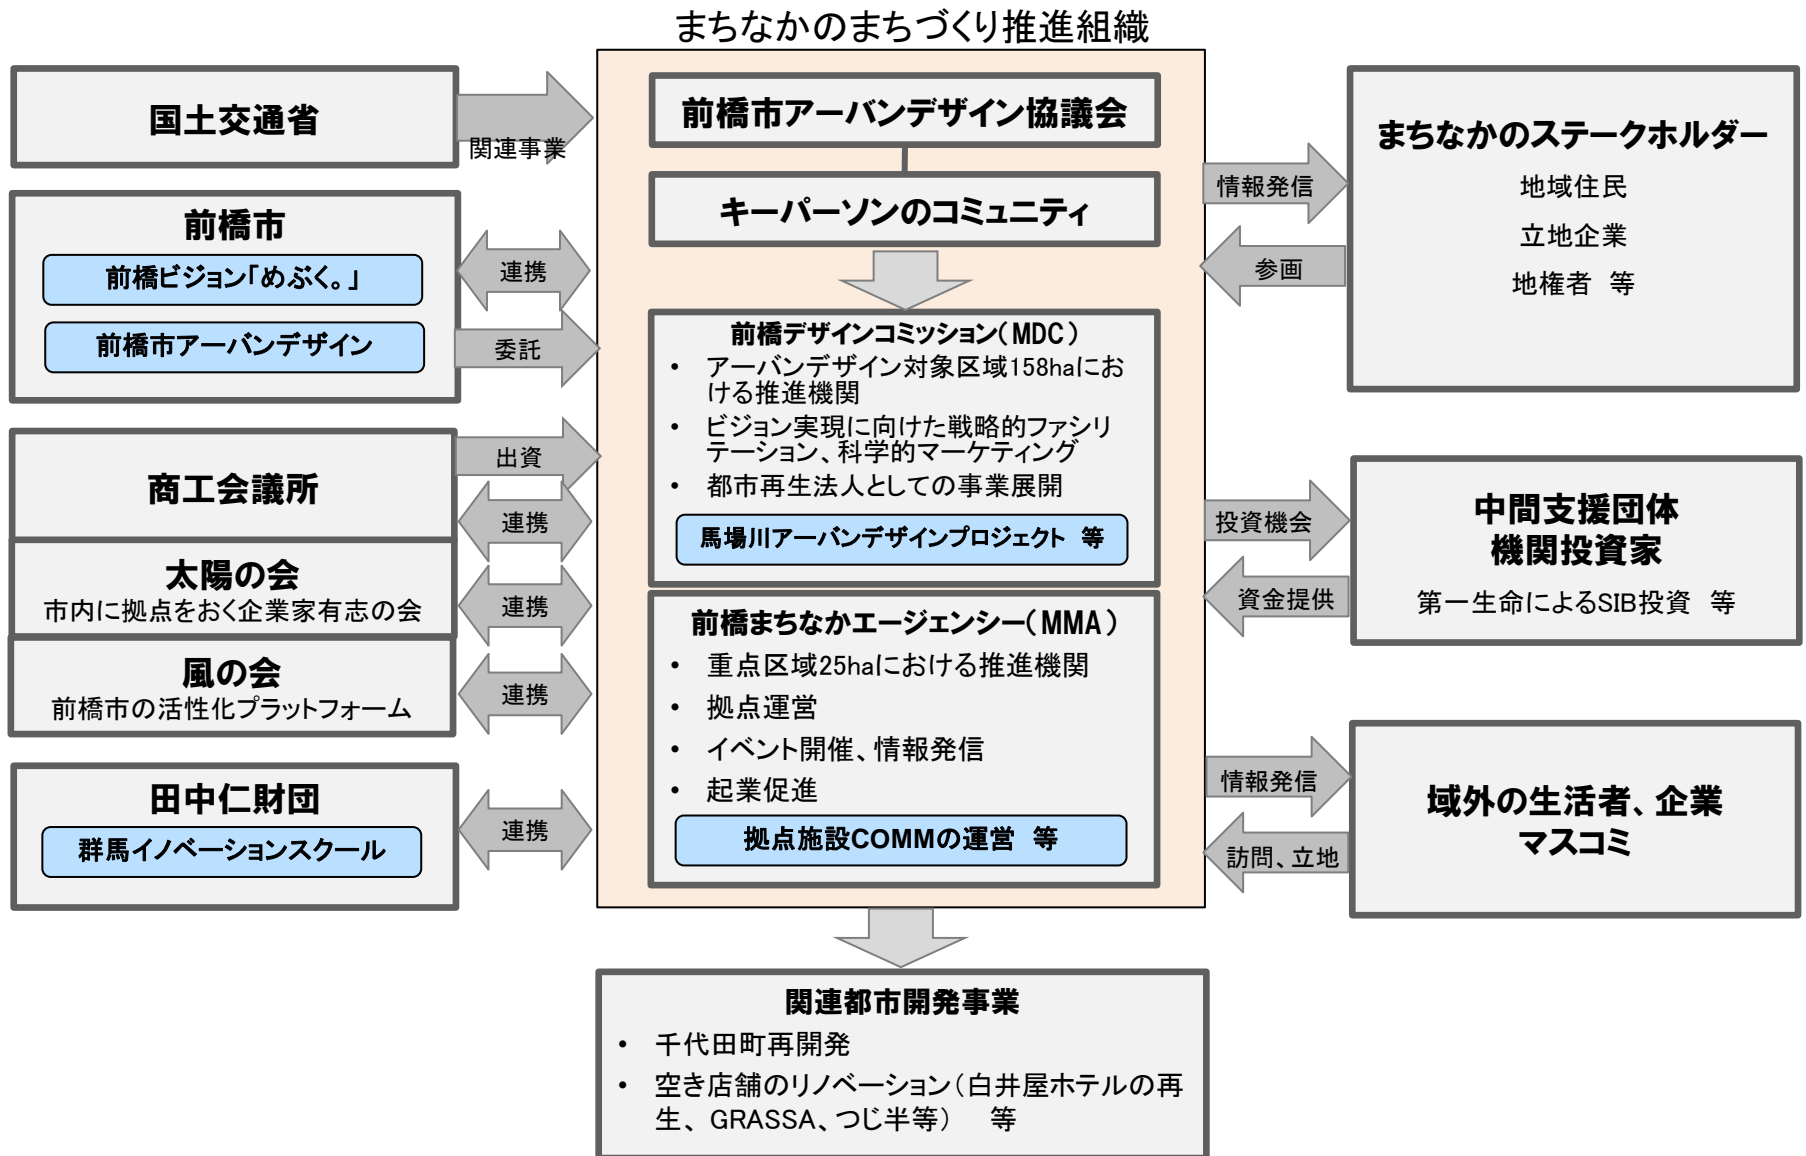 まちなかのまちづくり推進組織
国土交通省
関連事業
前橋市
前橋ビジョン「めぶく。」
前橋市アーバンデザイン
連携
委託
商工会議所
出資
連携
太陽の会
市内に拠点をおく企業家有志の会
連携
風の会
前橋市の活性化プラットフォーム
連携
田中仁財団
群馬イノベーションスクール
連携
前橋市アーバンデザイン協議会
キーパーソンのコミュニティ
前橋デザインコミッション（MDC）
• アーバンデザイン対象区域158haにお
ける推進機関
• ビジョン実現に向けた戦略的ファシリ
テーション、科学的マーケティング
• 都市再生法人としての事業展開
馬場川アーバンデザインプロジェクト 等
前橋まちなかエージェンシー（MMA）
• 重点区域25haにおける推進機関
• 拠点運営
• イベント開催、情報発信
• 起業促進
拠点施設COMMの運営 等
情報発信
参画
まちなかのステークホルダー
地域住民
立地企業
地権者 等
投資機会
資金提供
中間支援団体
機関投資家
第一生命によるSIB投資 等
情報発信
訪問、立地
域外の生活者、企業
マスコミ
関連都市開発事業
• 千代田町再開発
• 空き店舗のリノベーション（白井屋ホテルの再
生、GRASSA、つじ半等） 等